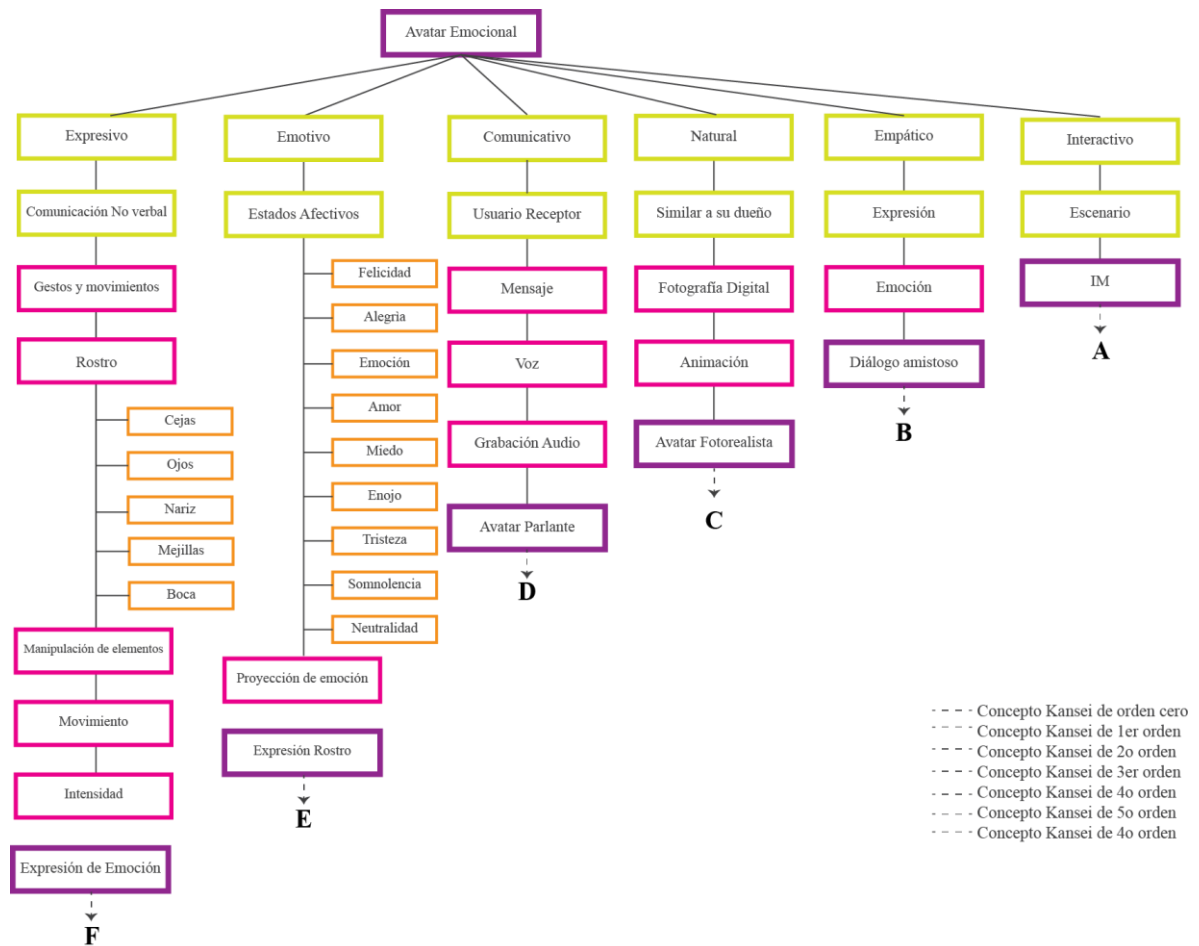 Avatar Emocional
Expresivo
Comunicación No verbal
Gestos y movimientos
Rostro
Cejas
Ojos
Nariz
Mejillas
Boca
Manipulación de elementos
Movimiento
Intensidad
Expresión de Emoción
F
Emotivo
Estados Afectivos
Felicidad
Alegria
Emoción
Amor
Miedo
Enojo
Tristeza
Somnolencia
Neutralidad
Proyección de emoción
Expresión Rostro
E
Comunicativo
Usuario Receptor
Mensaje
Voz
Grabación Audio
Avatar Parlante
D
Natural
Similar a su dueño
Fotografía Digital
Animación
Avatar Fotorealista
C
Empático
Expresión
Emoción
Diálogo amistoso
B
Interactivo
Escenario
IM
A
Concepto Kansei de orden cero
Concepto Kansei de 1er orden
Concepto Kansei de 2o orden
Concepto Kansei de 3er orden
Concepto Kansei de 4o orden
Concepto Kansei de 5o orden
Concepto Kansei de 4o orden